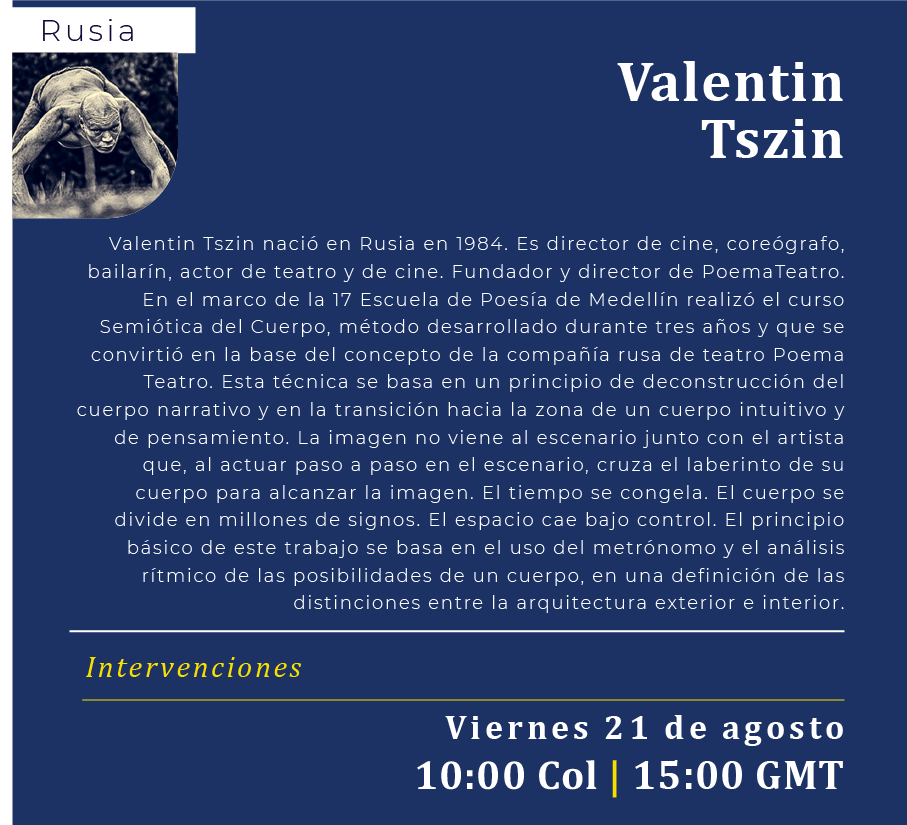 Rusia
Valentin
Tszin
Valentin Tszin nació en Rusia en 1984. Es director de cine, coreógrafo,
bailarín, actor de teatro y de cine. Fundador y director de PoemaTeatro.
En el marco de la 17 Escuela de Poesía de Medellín realizó el curso
Semiótica del Cuerpo, método desarrollado durante tres años y que se
convirtió en la base del concepto de la compañía rusa de teatro Poema
Teatro. Esta técnica se basa en un principio de deconstrucción del
cuerpo narrativo y en la transición hacia la zona de un cuerpo intuitivo y
de pensamiento. La imagen no viene al escenario junto con el artista
que, al actuar paso a paso en el escenario, cruza el laberinto de su
cuerpo para alcanzar la imagen. El tiempo se congela. El cuerpo se
divide en millones de signos. El espacio cae bajo control. El principio
básico de este trabajo se basa en el uso del metrónomo y el análisis
rítmico de las posibilidades de un cuerpo, en una definición de las
distinciones entre la arquitectura exterior e interior.
Intervenciones
Viernes 21 de agosto
10:00 Col | 15:00 GMT